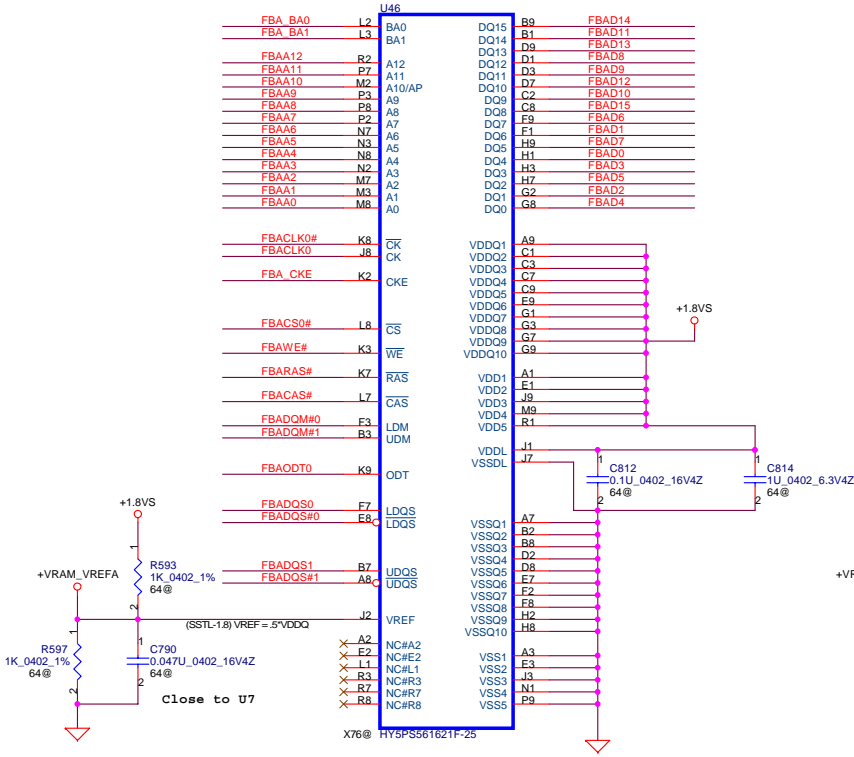 U46
FBA_BA0 L2 BA0 DQ15 B9 FBAD14
FBA_BA1 L3 BA1 DQ14 B1 FBAD11
DQ13 D9 FBAD13
FBAA12 R2 A12 DQ12 D1 FBAD8
FBAA11 P7 A11 DQ11 D3 FBAD9
FBAA10 M2 A10/AP DQ10 D7 FBAD12
FBAA9 P3 A9 DQ9 C2 FBAD10
FBAA8 P8 A8 DQ8 C8 FBAD15
FBAA7 P2 A7 DQ7 F9 FBAD6
FBAA6 N7 A6 DQ6 F1 FBAD1
FBAA5 N3 A5 DQ5 H9 FBAD7
FBAA4 N8 A4 DQ4 H1 FBAD0
FBAA3 N2 A3 DQ3 H3 FBAD3
FBAA2 M7 A2 DQ2 H7 FBAD5
FBAA1 M3 A1 DQ1 G2 FBAD2
FBAA0 M8 A0 DQ0 G8 FBAD4
FBACLK0# K8 CK VDDQ1 A9
FBACLK0 J8 CK VDDQ2 C1
VDDQ3 C3
FBA_CKE K2 CKE VDDQ4 C7
VDDQ5 C9
VDDQ6 E9
VDDQ7 G1
+1.8VS
FBACS0# L8 CS VDDQ8 G3
VDDQ9 G7
FBAWE# K3 WE VDDQ10 G9
FBARAS# K7 RAS VDD1 A1
VDD2 E1
FBACAS# L7 CAS VDD3 J9
VDD4 M9
FBADQM#0 F3 LDM VDD5 R1
FBADQM#1 B3 UDM
VDDL J1
VSSDL J7
FBAODT0 K9 ODT
1 C812
0.1U_0402_16V4Z
64@
2
1 C814
1U_0402_6.3V4Z
64@
2
+1.8VS
FBADQS0 F7 LDQS
FBADQS#0 E8 LDQS
VSSQ1 A7
VSSQ2 B2
VSSQ3 B8
VSSQ4 D2
FBADQS1 B7 UDQS VSSQ5 D8
FBADQS#1 A8 UDQS VSSQ6 E7
VSSQ7 F2
VSSQ8 F8
VSSQ9 H2
VSSQ10 H8
1
R593
1K_0402_1%
64@
2
+VRAM_VREFA
+VF
J2 VREF
(SSTL-1.8) VREF = .5*VDDQ
1
R597
1K_0402_1%
64@
2
1
C790
0.047U_0402_16V4Z
64@
2
Close to U7
A2 NC#A2
E2 NC#E2
L1 NC#L1
R3 NC#R3
R7 NC#R7
R8 NC#R8
VSS1 A3
VSS2 E3
VSS3 J3
VSS4 N1
VSS5 P9
X76@ HY5PS561621F-25